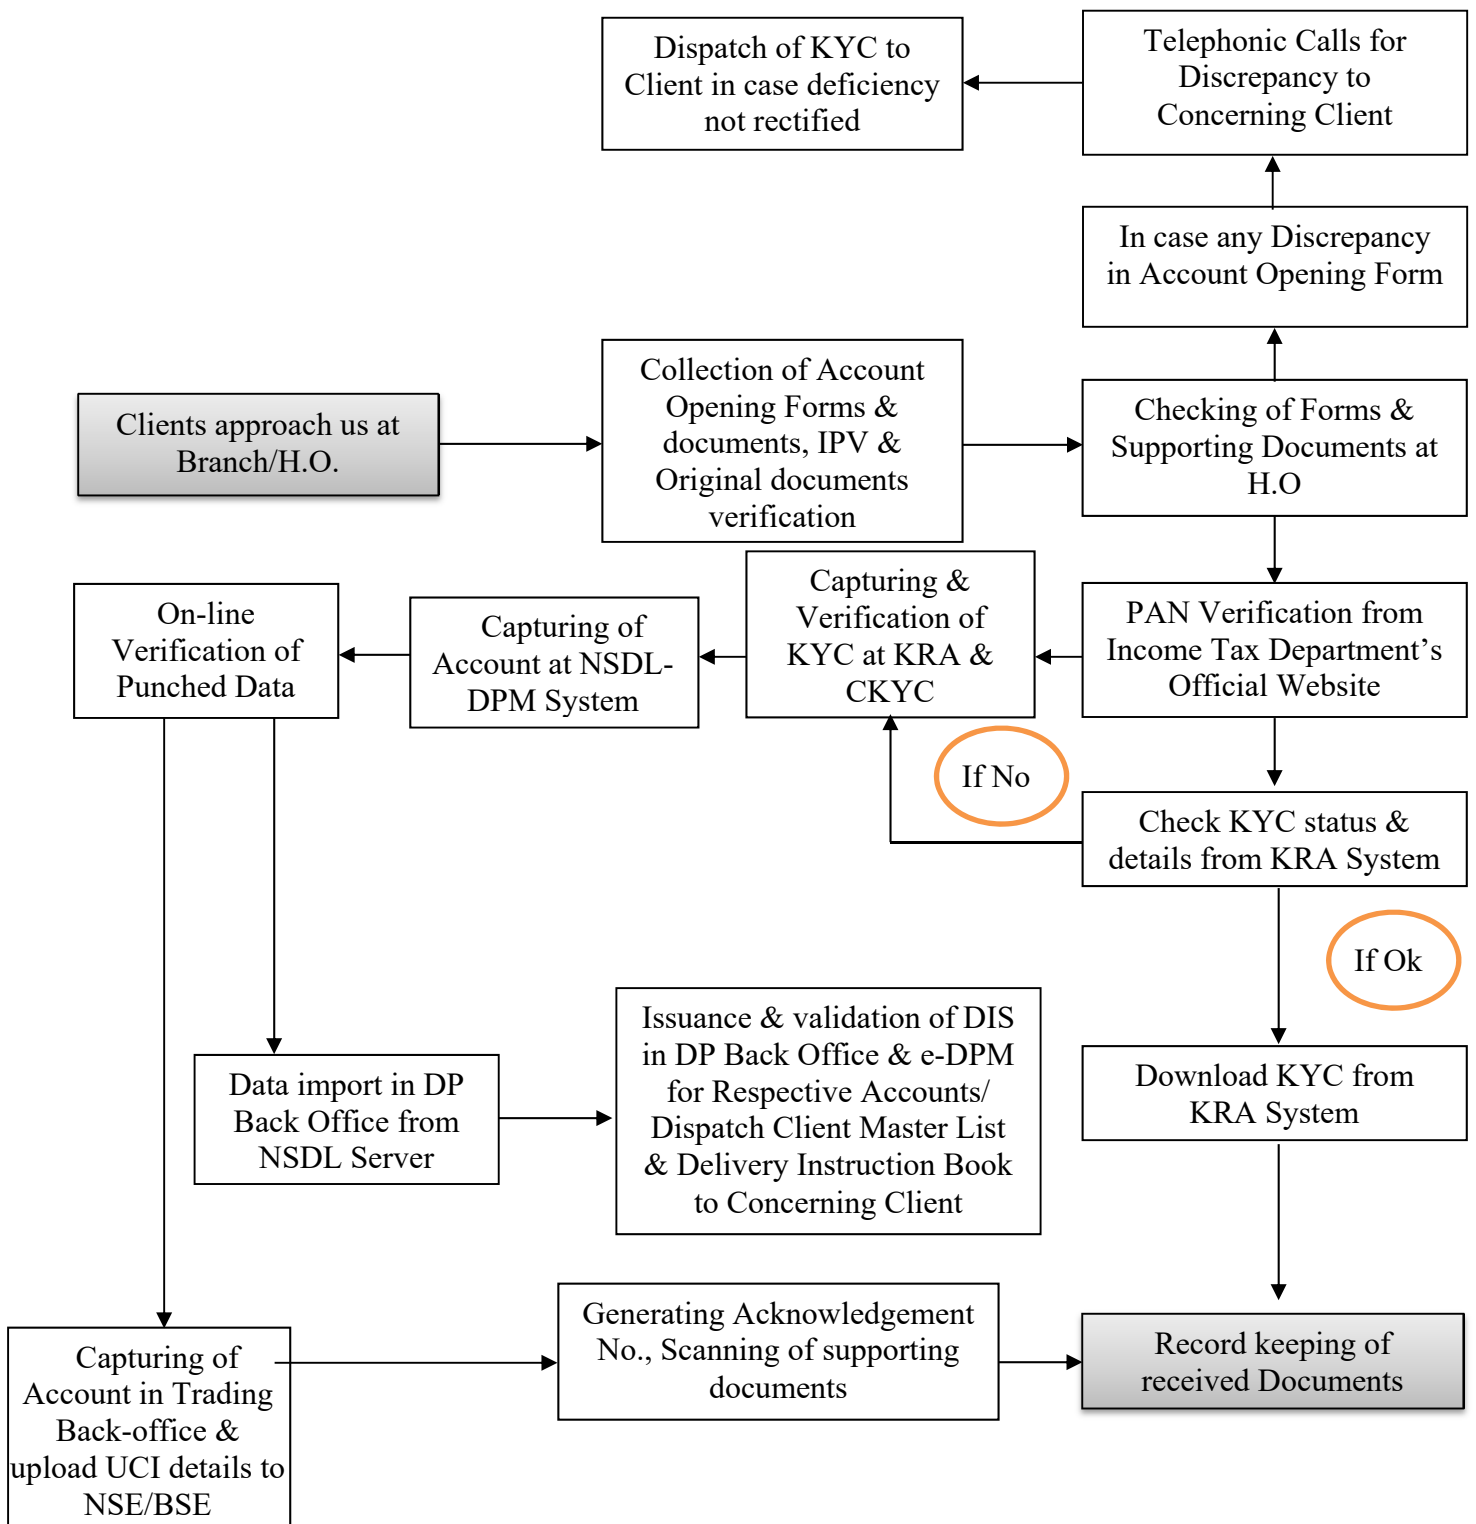 Dispatch of KYC to
Client in case deficiency
not rectified
Telephonic Calls for
Discrepancy to
Concerning Client
In case any Discrepancy
in Account Opening Form
Clients approach us at
Branch/H.O.
Collection of Account
Opening Forms &
documents, IPV &
Original documents
verification
Checking of Forms &
Supporting Documents at
H.O
On-line
Verification of
Punched Data
Capturing of
Account at NSDL-
DPM System
Capturing &
Verification of
KYC at KRA &
CKYC
PAN Verification from
Income Tax Department’s
Official Website
If No
Check KYC status &
details from KRA System
If Ok
Data import in DP
Back Office from
NSDL Server
Issuance & validation of DIS
in DP Back Office & e-DPM
for Respective Accounts/
Dispatch Client Master List
& Delivery Instruction Book
to Concerning Client
Download KYC from
KRA System
Capturing of
Account in Trading
Back-office &
upload UCI details to
NSE/BSE
Generating Acknowledgement
No., Scanning of supporting
documents
Record keeping of
received Documents